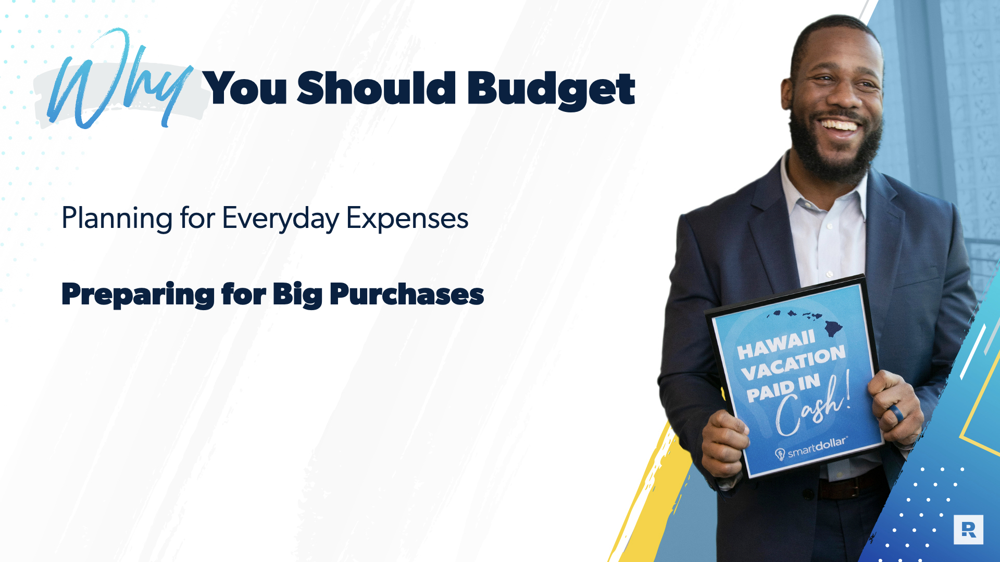 Why You Should Budget
Planning for Everyday Expenses
Preparing for Big Purchases
HAWAII
VACATION
PAID IN
Cash!
smartdollar
R